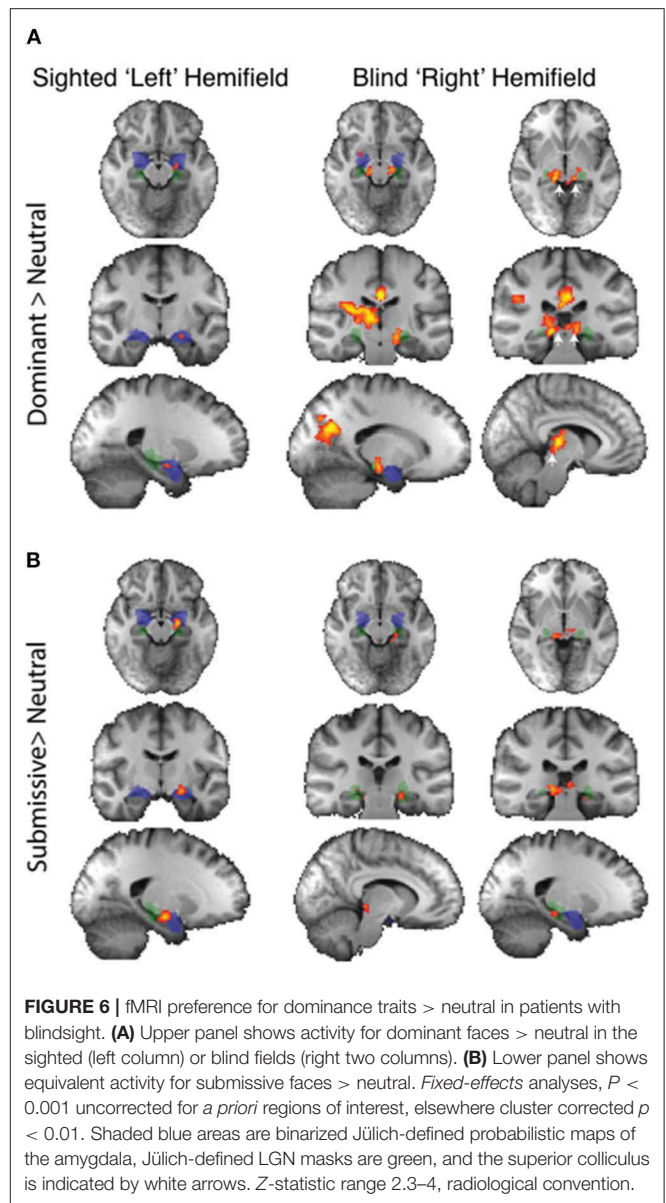 A
Sighted 'Left' Hemifield
Blind 'Right' Hemifield
Dominant > Neutral
B
Submissive> Neutral
FIGURE 6 | fMRI preference for dominance traits > neutral in patients with
blindsight. (A) Upper panel shows activity for dominant faces > neutral in the
sighted (left column) or blind fields (right two columns). (B) Lower panel shows
equivalent activity for submissive faces > neutral. Fixed-effects analyses, P <
0.001 uncorrected for a priori regions of interest, elsewhere cluster corrected p
< 0.01. Shaded blue areas are binarized Jülich-defined probabilistic maps of
the amygdala, Jülich-defined LGN masks are green, and the superior colliculus
is indicated by white arrows. Z-statistic range 2.3–4, radiological convention.